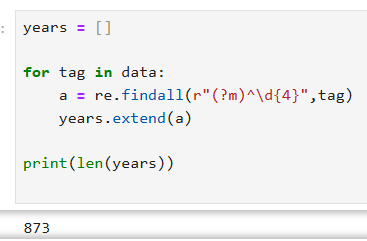 :
years = []
for tag in data:
    a = re.findall(r"(?m)^\d{4}",tag)
    years.extend(a)
print(len(years))
873